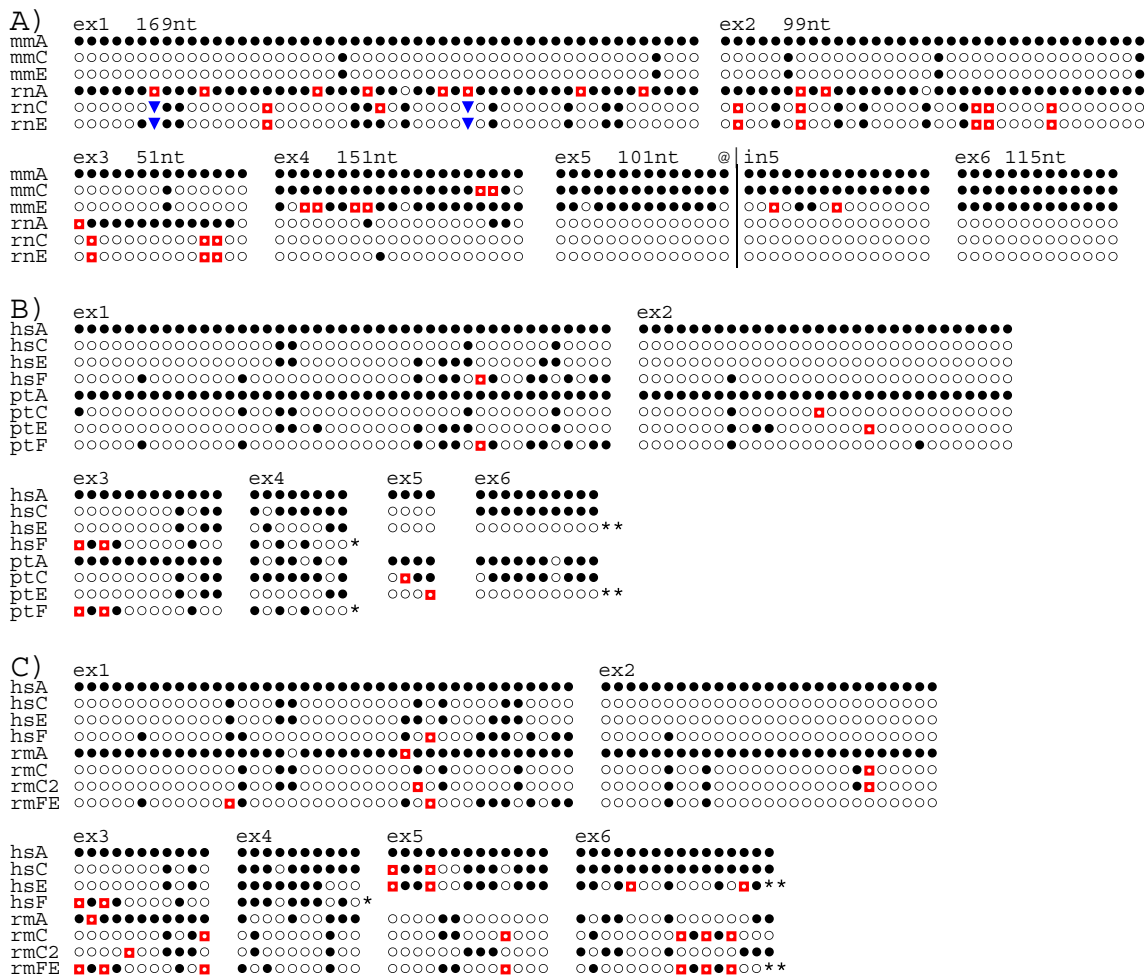 A)
ex1 169nt ex2 99nt
mmA
mmC
mmE
rnA
rnC
rnE
ex3 51nt ex4 151nt ex5 101nt @ in5 ex6 115nt
mmA
mmC
mmE
rnA
rnC
rnE
B)
ex1 ex2
hsA
hsC
hsE
hsF
ptA
ptC
ptE
ptF
ex3 ex4 ex5 ex6
hsA
hsC
hsE **
hsF *
ptA
ptC
ptE **
ptF *
C)
ex1 ex2
hsA
hsC
hsE
hsF
rmA
rmC
rmC2
rmFE
ex3 ex4 ex5 ex6
hsA
hsC
hsE **
hsF *
rmA
rmC
rmC2
rmFE **